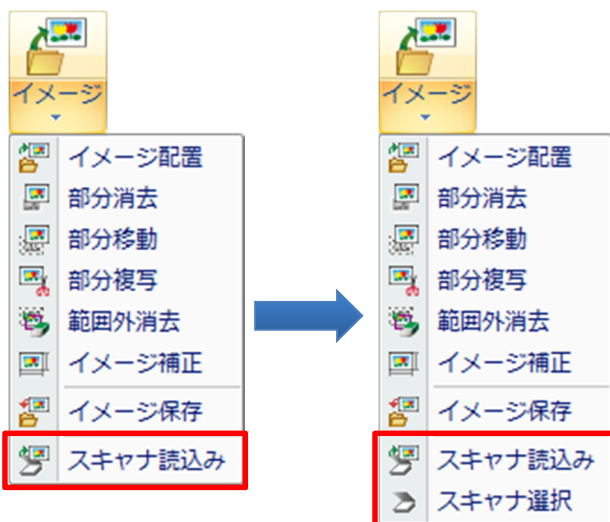 イメージ
イメージ配置
部分消去
部分移動
部分複写
範囲外消去
イメージ補正
イメージ保存
スキャナ読込み
イメージ
イメージ配置
部分消去
部分移動
部分複写
範囲外消去
イメージ補正
イメージ保存
スキャナ読込み
スキャナ選択